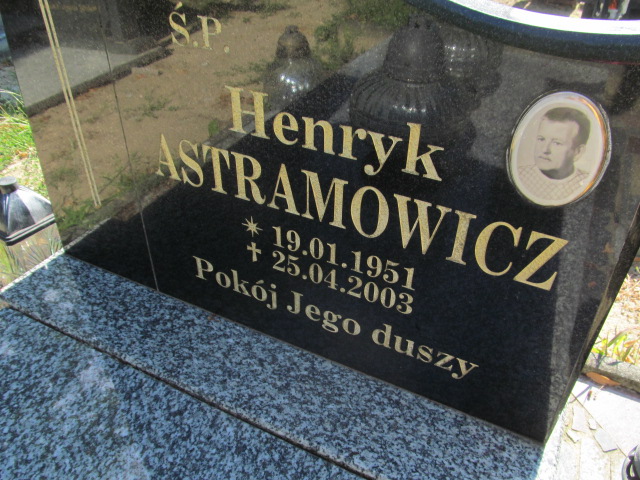 Ś.P.
Henryk
ASTRAMOWICZ
✴ 19.01.1951
✝ 25.04.2003
Pokój Jego duszy